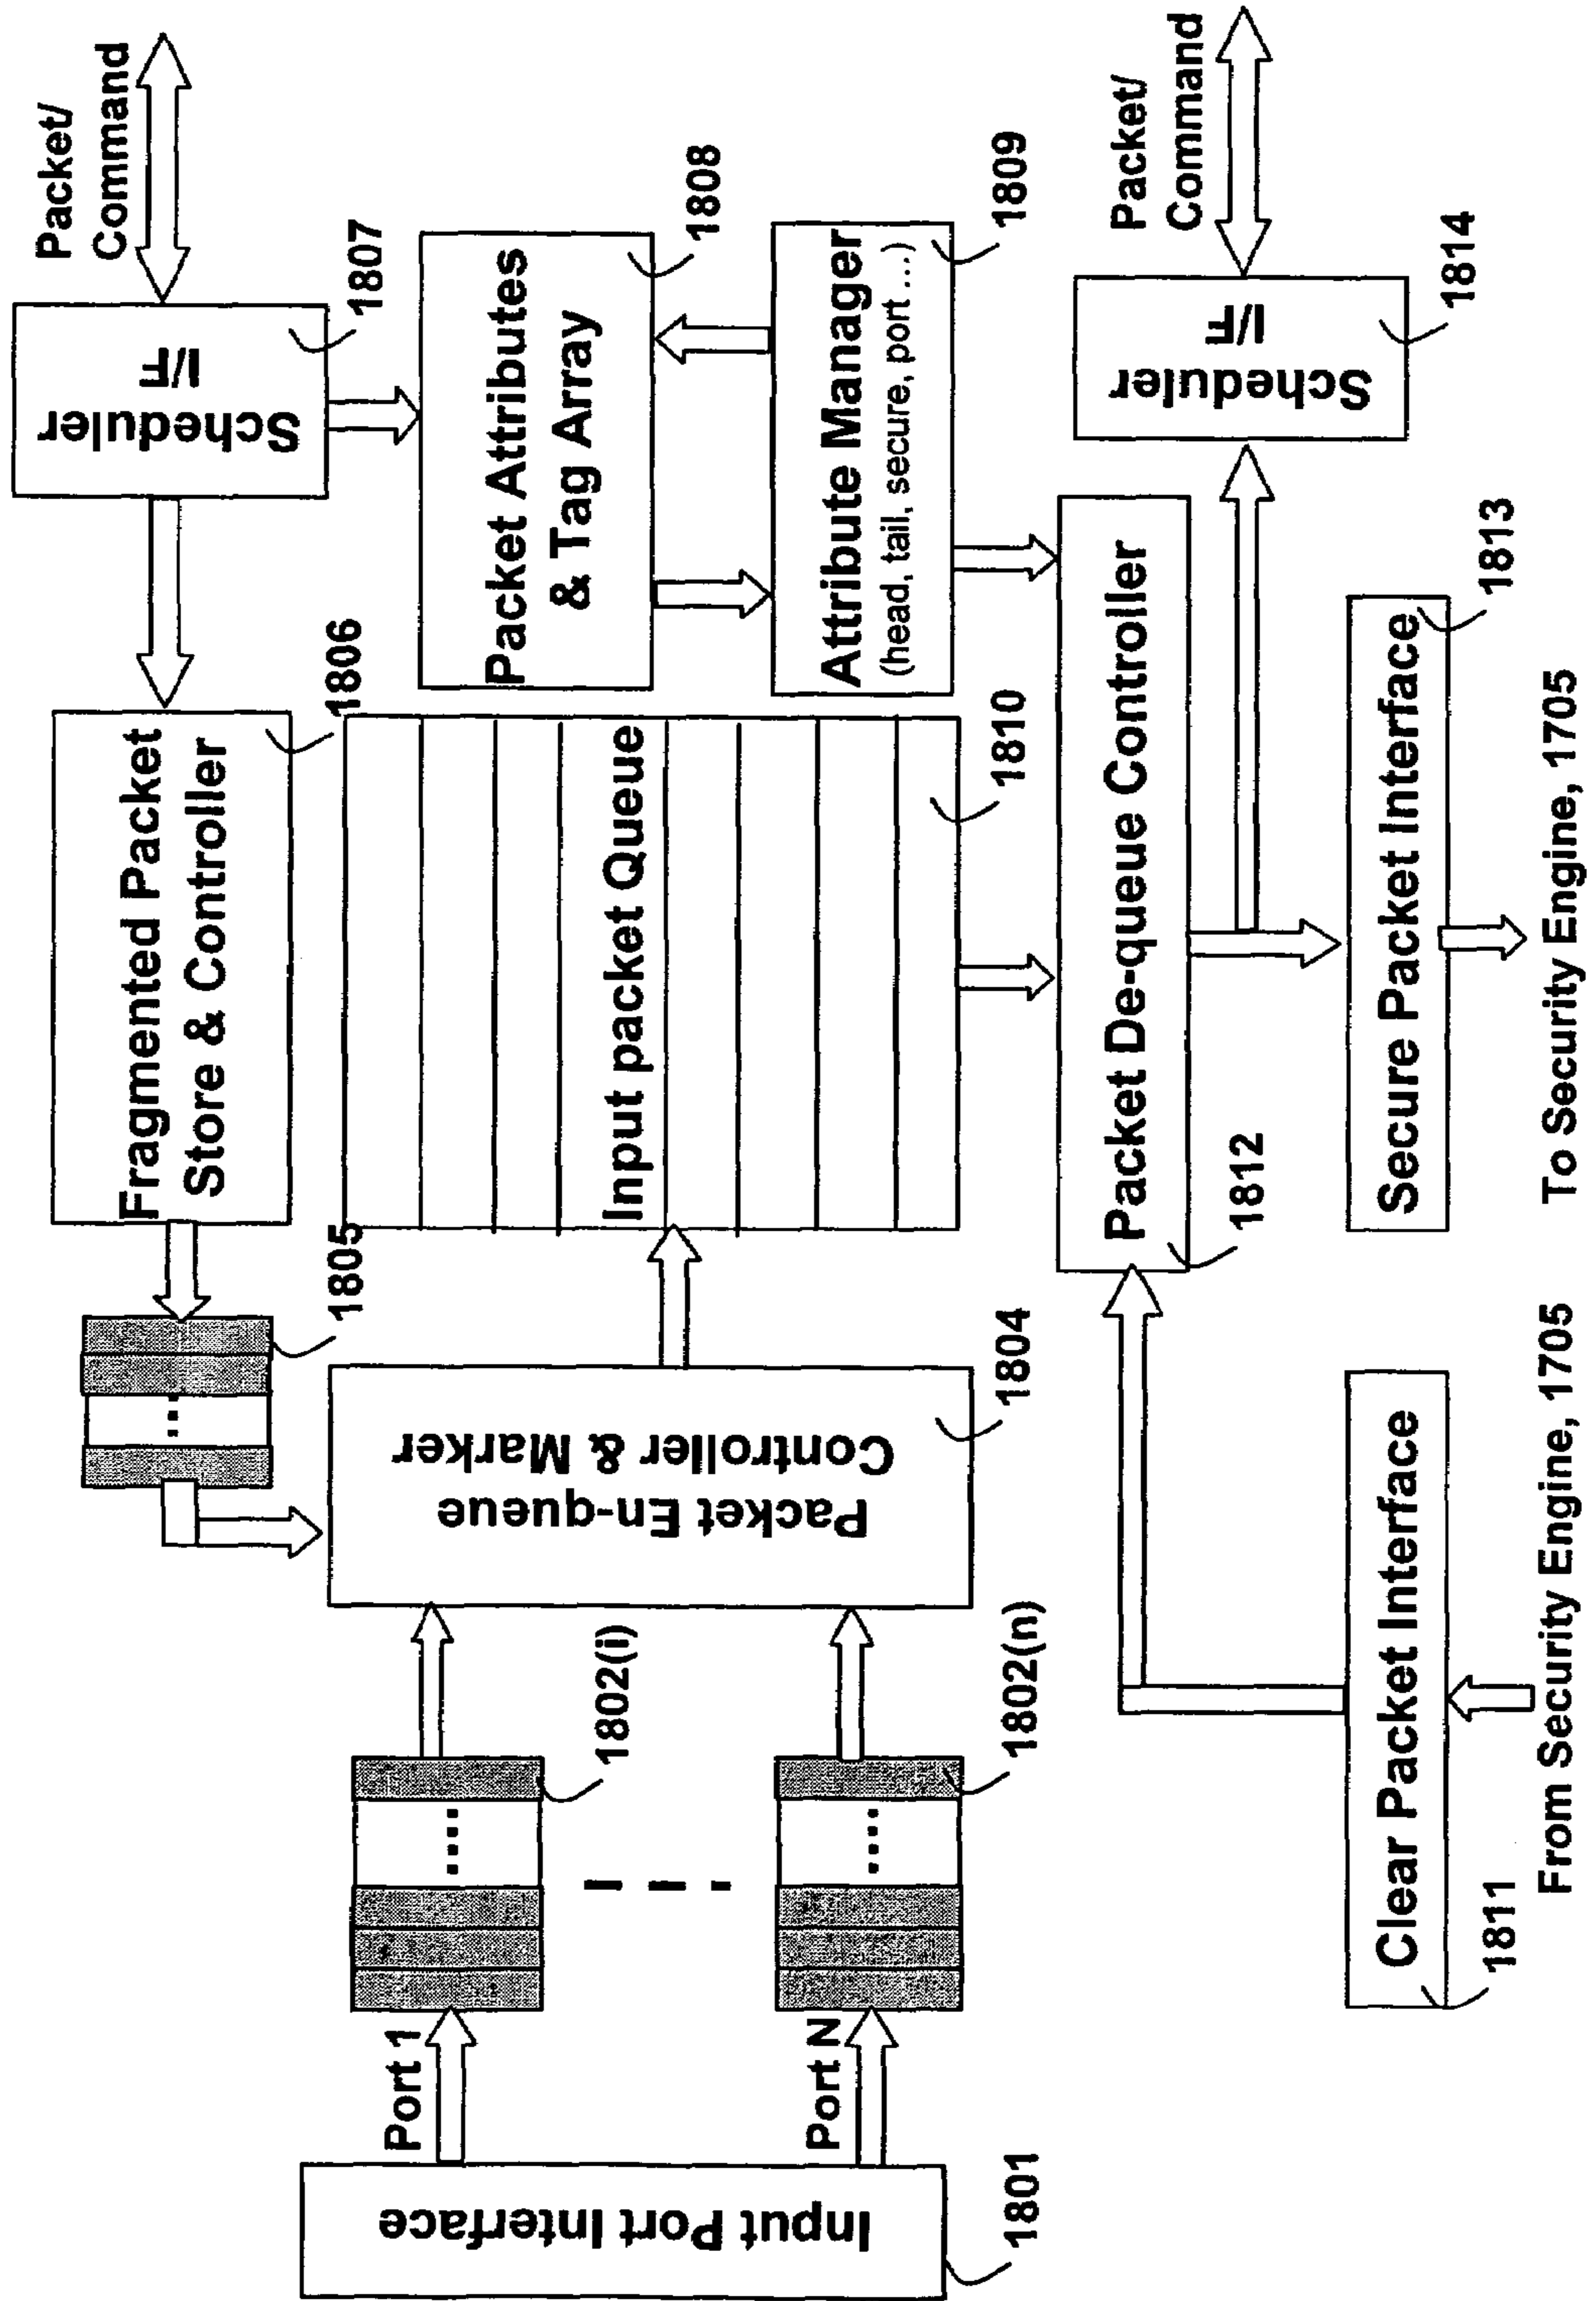 Packet/
Command
Scheduler
I/F
1807
Fragmented Packet
Store & Controller
1806
1805
Packet Attributes
& Tag Array
1808
Attribute Manager
(head, tail, secure, port...)
1809
Input packet Queue
1810
Packet En-queue
Controller & Marker
1804
Port 1
1802(i)
Port N
1802(n)
Input Port Interface
1801
Packet De-queue Controller
1812
Packet/
Command
Scheduler
I/F
1814
Secure Packet Interface
1813
To Security Engine, 1705
Clear Packet Interface
1811
From Security Engine, 1705